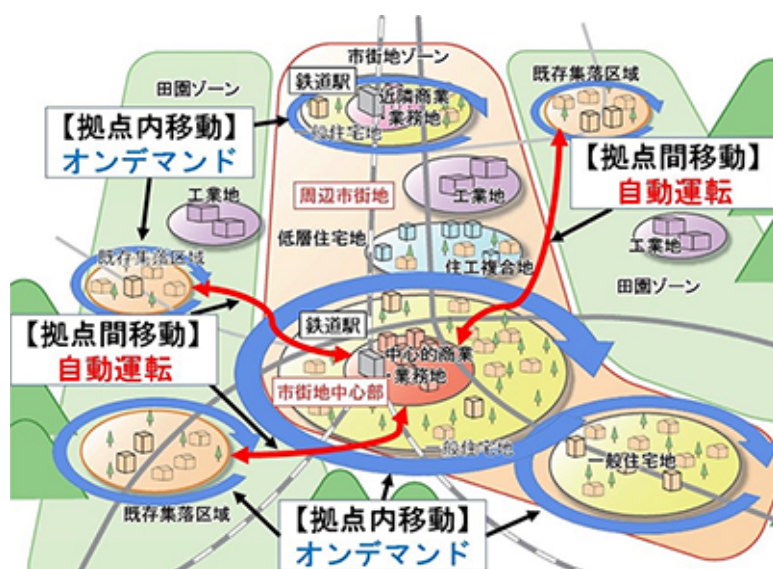 市街地ゾーン
田園ゾーン
鉄道駅
近隣商業
・業務地
一般住宅地
既存集落区域
【拠点内移動】
オンデマンド
【拠点間移動】
自動運転
工業地
周辺市街地
工業地
低層住宅地
住工複合地
工業地
田園ゾーン
既存集落区域
鉄道駅
【拠点間移動】
自動運転
中心的商業
・業務地
市街地中心部
一般住宅地
一般住宅地
既存集落区域
【拠点内移動】
オンデマンド